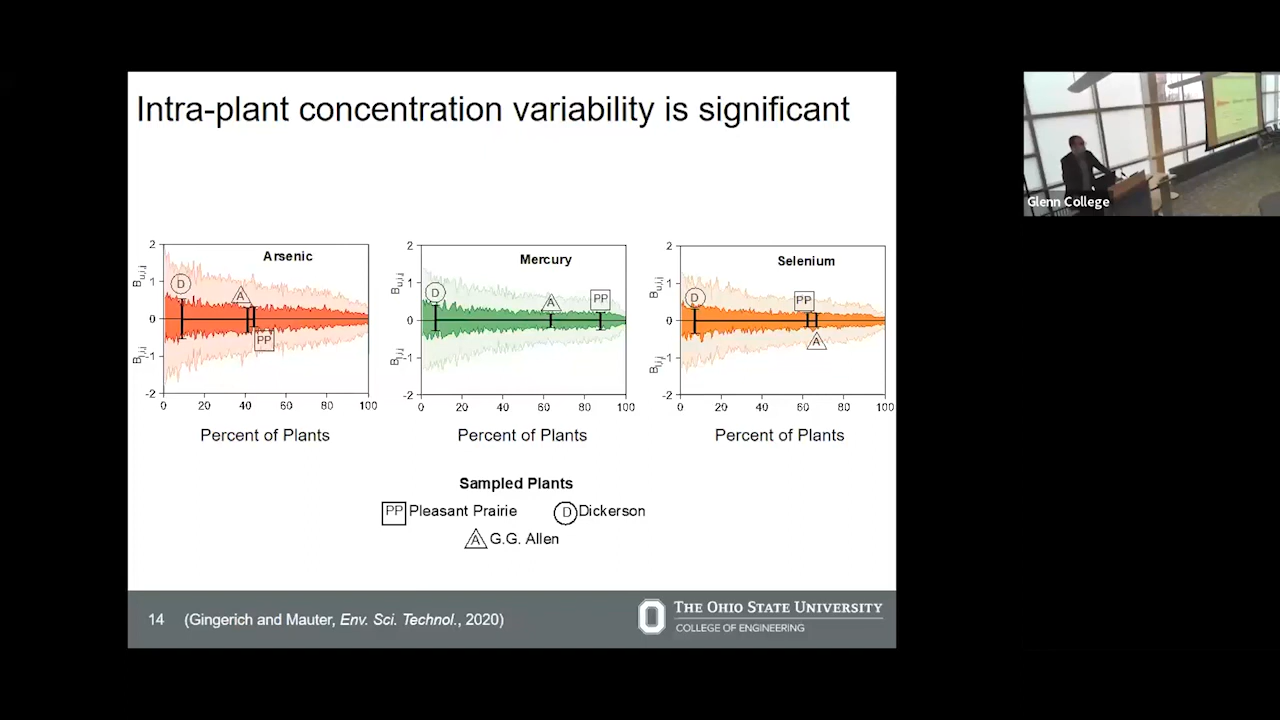 Intra-plant concentration variability is significant
Glenn College
Arsenic
B u,i,j
B l,i,j
2
1
0
-1
-2
0 20 40 60 80 100
Percent of Plants
D
A
PP
Mercury
B u,i,j
B l,i,j
2
1
0
-1
-2
0 20 40 60 80 100
Percent of Plants
D
A
PP
Selenium
B u,i,j
B l,i,j
2
1
0
-1
-2
0 20 40 60 80 100
Percent of Plants
D
PP
A
Sampled Plants
PP Pleasant Prairie D Dickerson
A G.G. Allen
14 (Gingerich and Mauter, Env. Sci. Technol., 2020)
THE OHIO STATE UNIVERSITY
COLLEGE OF ENGINEERING